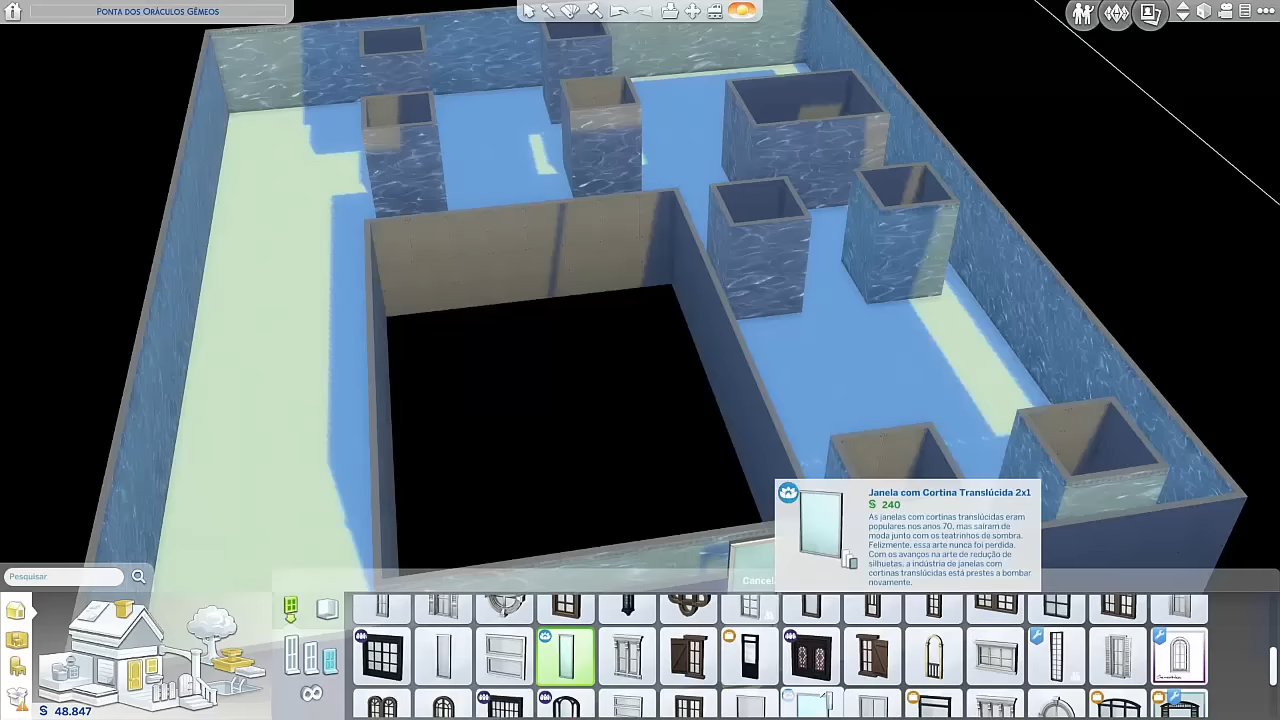 Ponta dos Oráculos Gêmeos
Janela com Cortina Translúcida 2x1
S 240
As janelas com cortinas translúcidas eram
populares nos anos 70, mas saíram de
moda junto com os teatrinhos de sombra.
Felizmente, essa arte nunca foi perdida.
Com os avanços na arte de redução de
silhuetas, a indústria de janelas com
cortinas translúcidas está prestes a bombar
novamente.
Cancel
Pesquisar
S 48.847